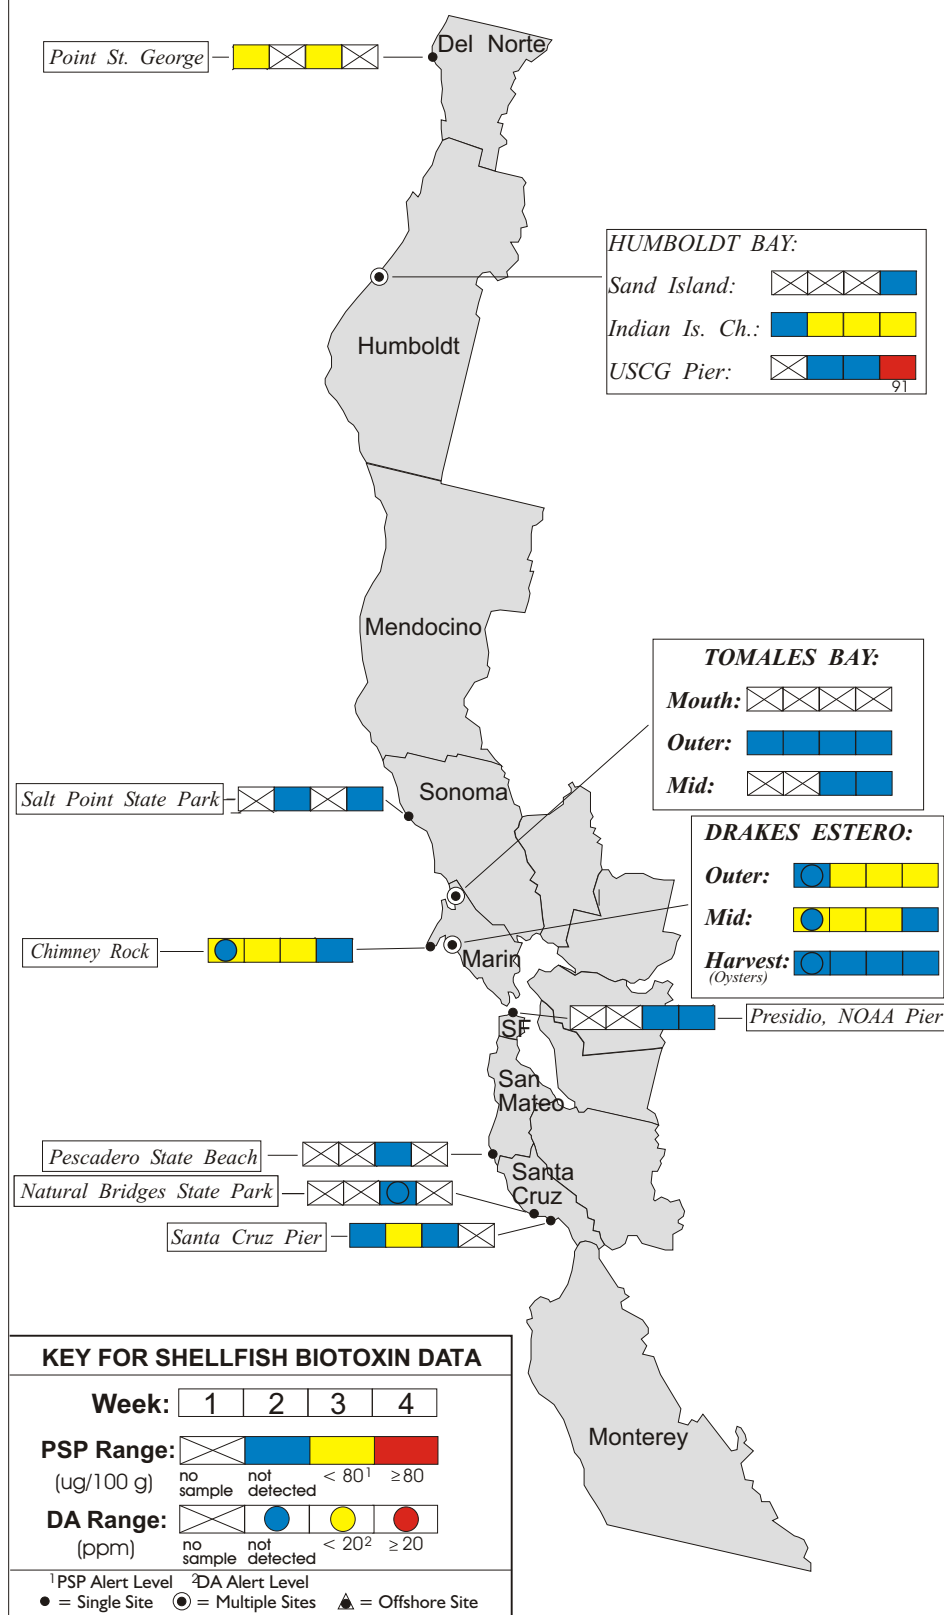 Del Norte
Point St. George
HUMBOLDT BAY:
Sand Island:
Indian Is. Ch.:
USCG Pier:
91
Humboldt
Mendocino
TOMALES BAY:
Mouth:
Outer:
Mid:
Salt Point State Park
Sonoma
DRAKES ESTERO:
Outer:
Mid:
Harvest:
(Oysters)
Chimney Rock
Marin
Presidio, NOAA Pier
SF
San
Mateo
Pescadero State Beach
Natural Bridges State Park
Santa
Cruz
Santa Cruz Pier
Monterey
KEY FOR SHELLFISH BIOTOXIN DATA
Week: 1 2 3 4
PSP Range:
(ug/100 g)
no sample
not detected
< 80¹
≥80
DA Range:
(ppm)
no sample
not detected
< 20²
≥ 20
¹PSP Alert Level ²DA Alert Level
= Single Site = Multiple Sites = Offshore Site